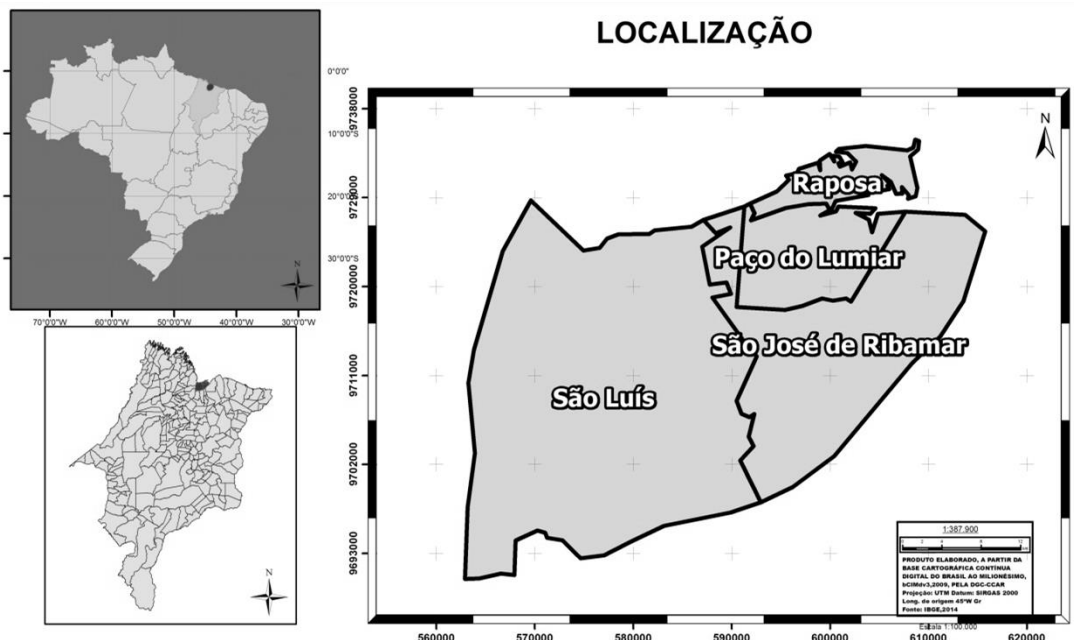 LOCALIZAÇÃO
0°0'0"
10°0'0"S
20°0'0"S
30°0'0"S
N
70°0'0"W 60°0'0"W 50°0'0"W 40°0'0"W 30°0'0"W
N
9738000
9729000
9720000
9711000
9702000
9693000
N
Raposa
Paço do Lumiar
São José de Ribamar
São Luís
1:387.900
PRODUTO ELABORADO, A PARTIR DA
BASE CARTOGRÁFICA CONTÍNUA
DIGITAL DO BRASIL AO MILIONÉSIMO,
bCIMdv3,2009, PELA DGC-CCAR
Projeção: UTM Datum: SIRGAS 2000
Long. de origem 45°W Gr
Fonte: IBGE,2014
Escala 1:100.000
560000 570000 580000 590000 600000 610000 620000